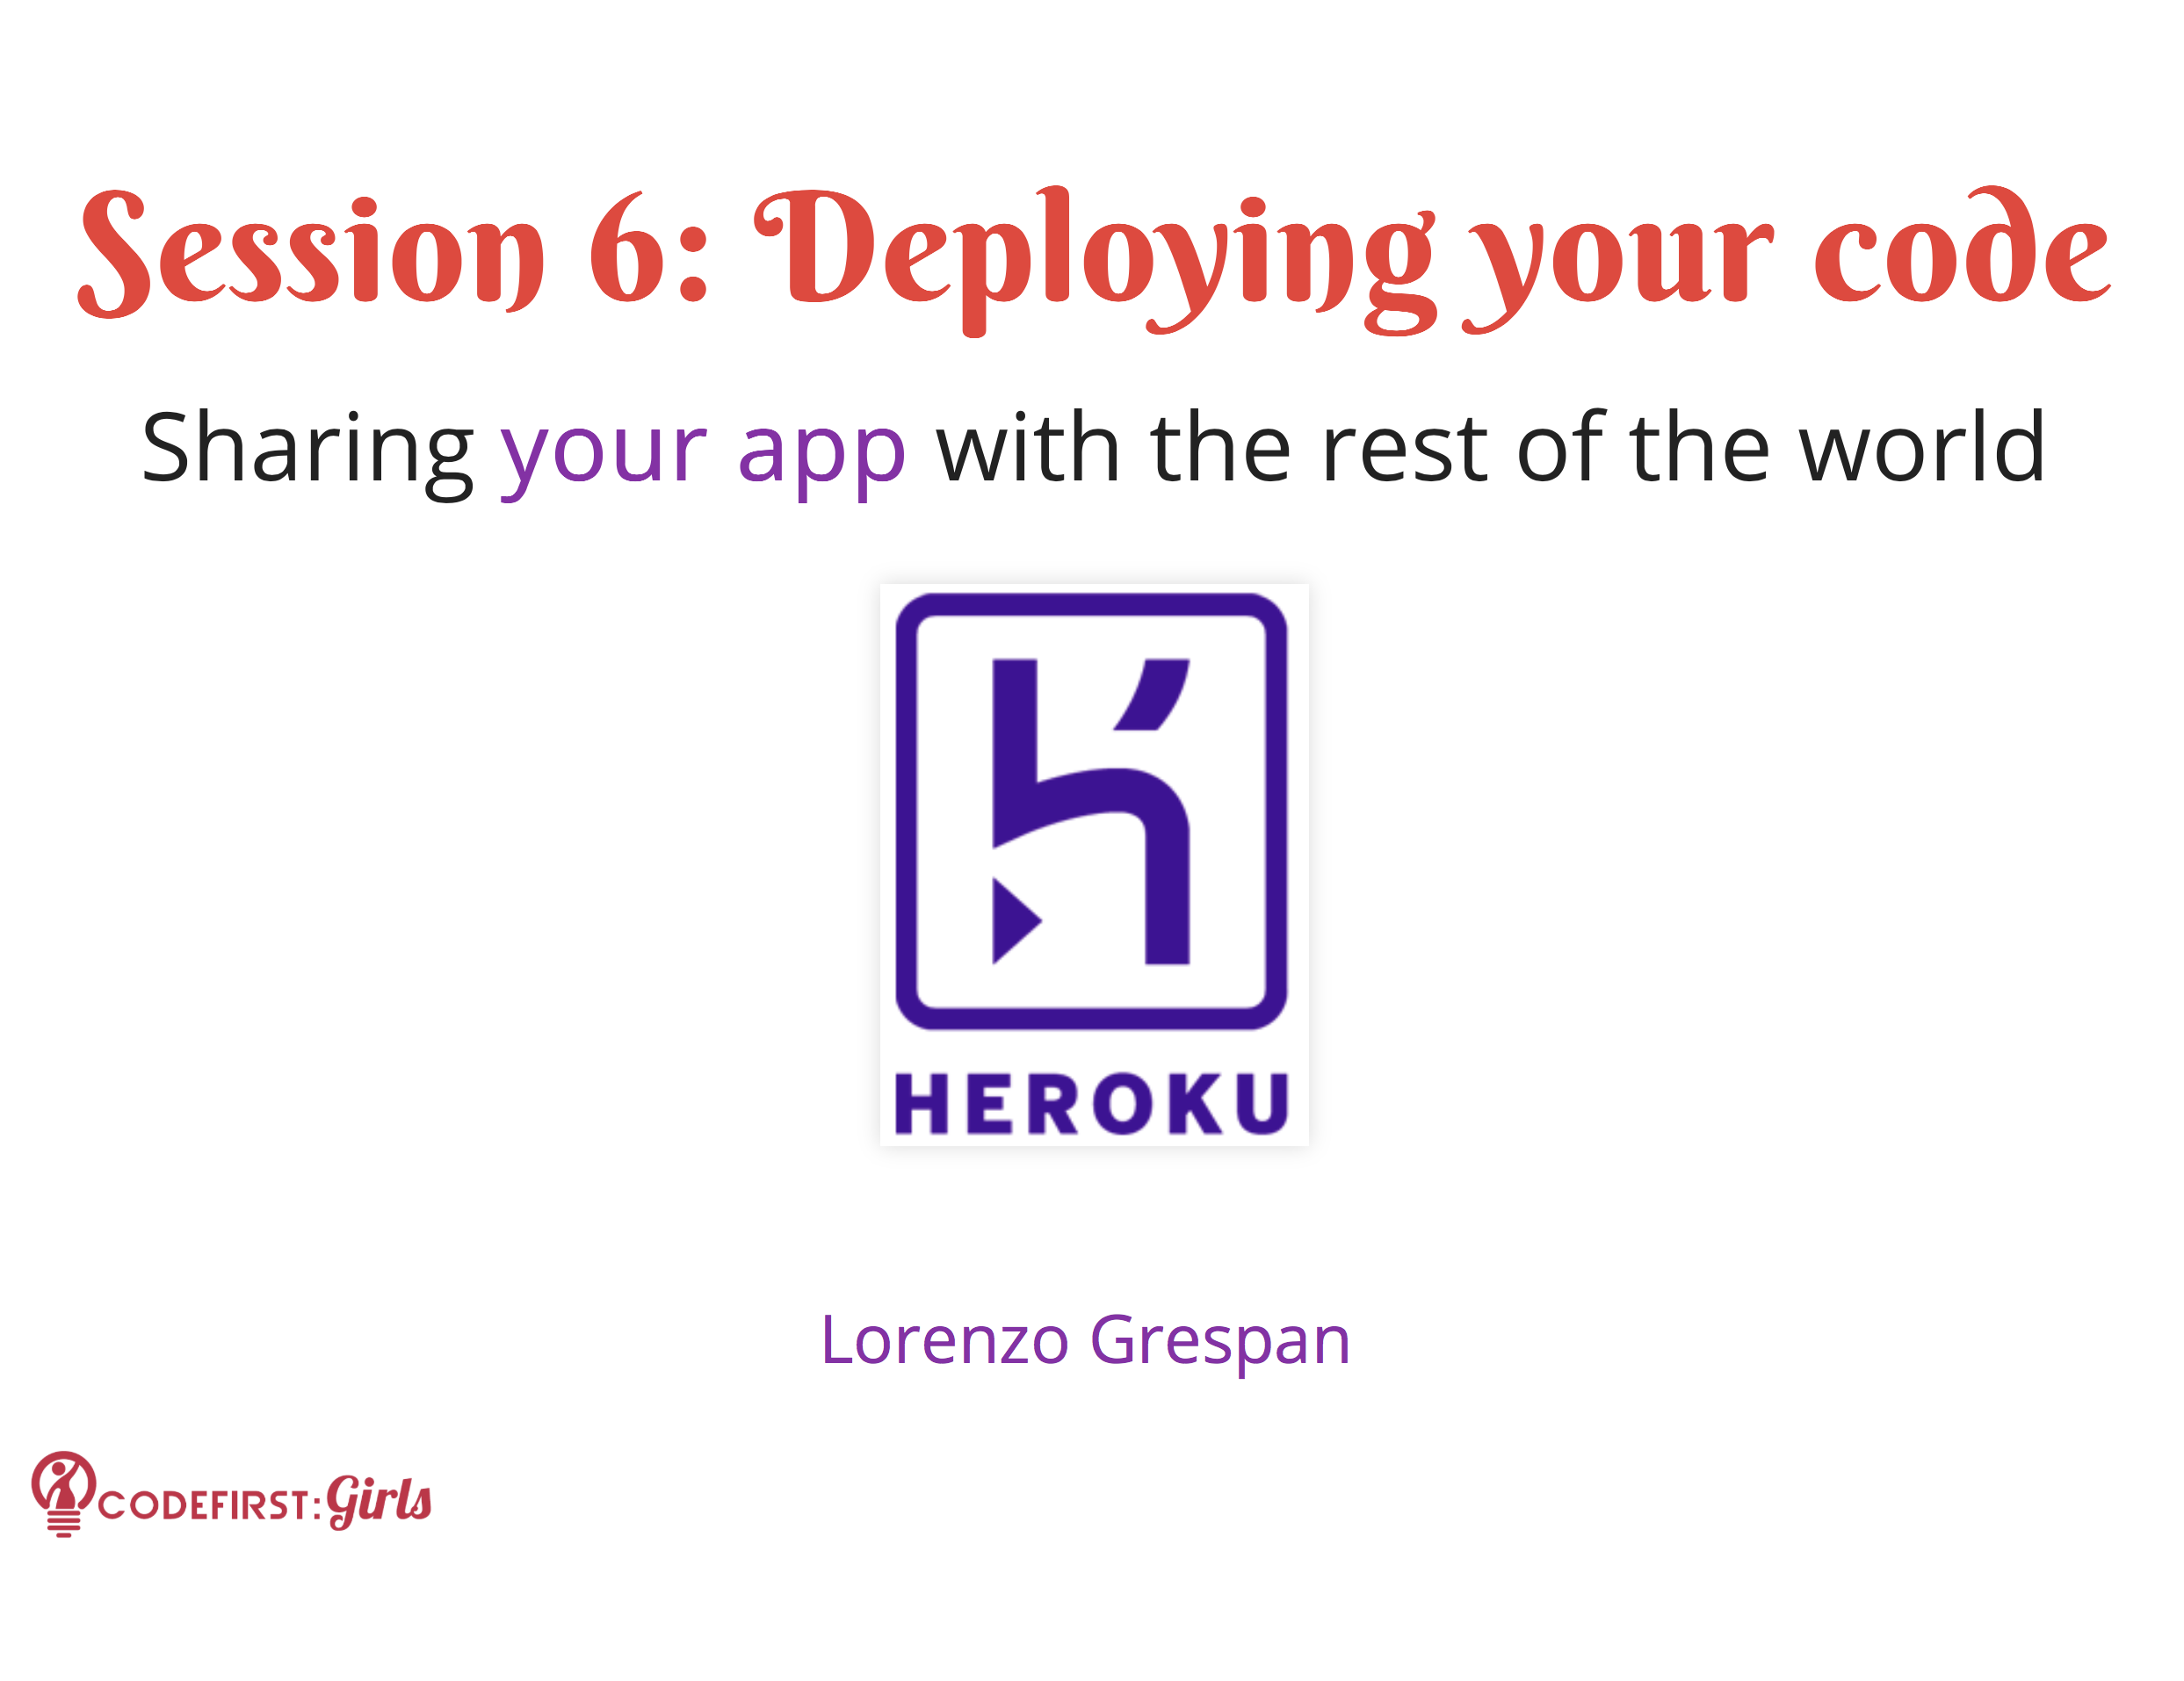 Session 6: Deploying your code
Sharing your app with the rest of the world
HEROKU
Lorenzo Grespan
CODEFIRST: Girls